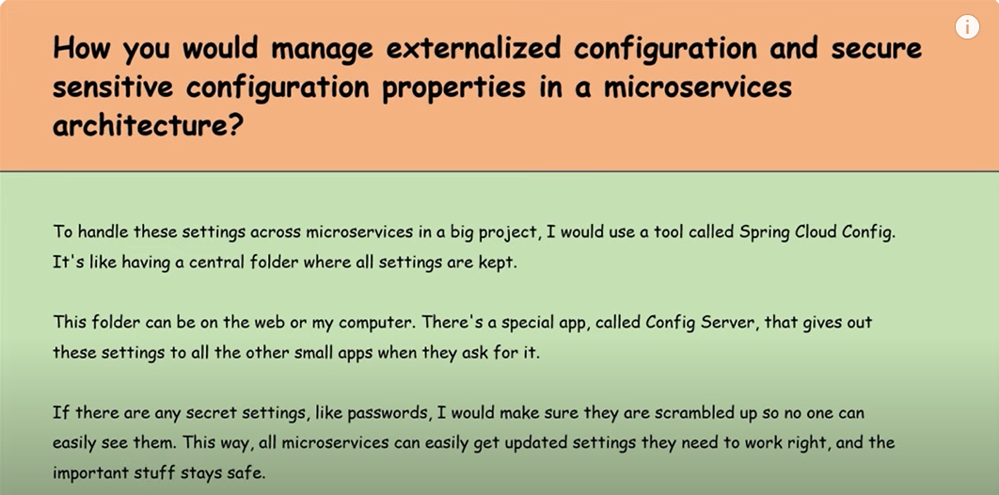 How you would manage externalized configuration and secure
sensitive configuration properties in a microservices
architecture?
To handle these settings across microservices in a big project, I would use a tool called Spring Cloud Config.
It's like having a central folder where all settings are kept.
This folder can be on the web or my computer. There's a special app, called Config Server, that gives out
these settings to all the other small apps when they ask for it.
If there are any secret settings, like passwords, I would make sure they are scrambled up so no one can
easily see them. This way, all microservices can easily get updated settings they need to work right, and the
important stuff stays safe.